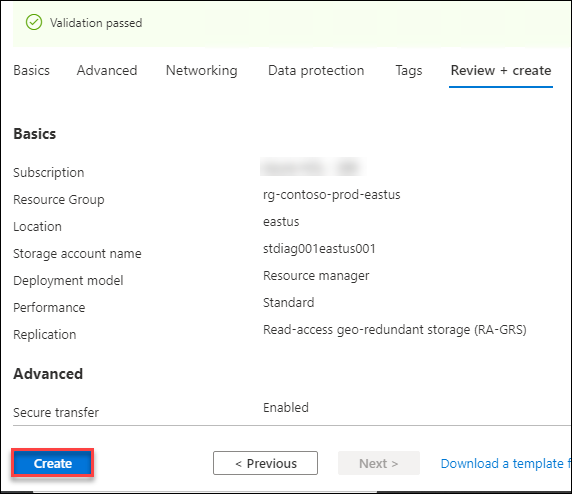 Validation passed
Basics Advanced Networking Data protection Tags Review + create
Basics
Subscription
Resource Group rg-contoso-prod-eastus
Location eastus
Storage account name stdiag001eastus001
Deployment model Resource manager
Performance Standard
Replication Read-access geo-redundant storage (RA-GRS)
Advanced
Secure transfer Enabled
Create < Previous Next > Download a template f